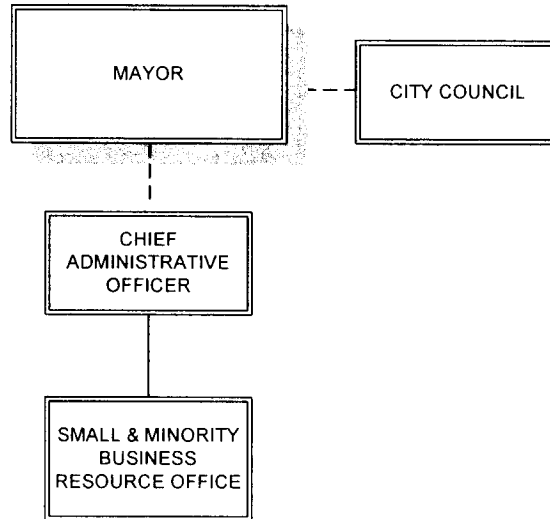 MAYOR
CITY COUNCIL
CHIEF
ADMINISTRATIVE
OFFICER
SMALL & MINORITY
BUSINESS
RESOURCE OFFICE